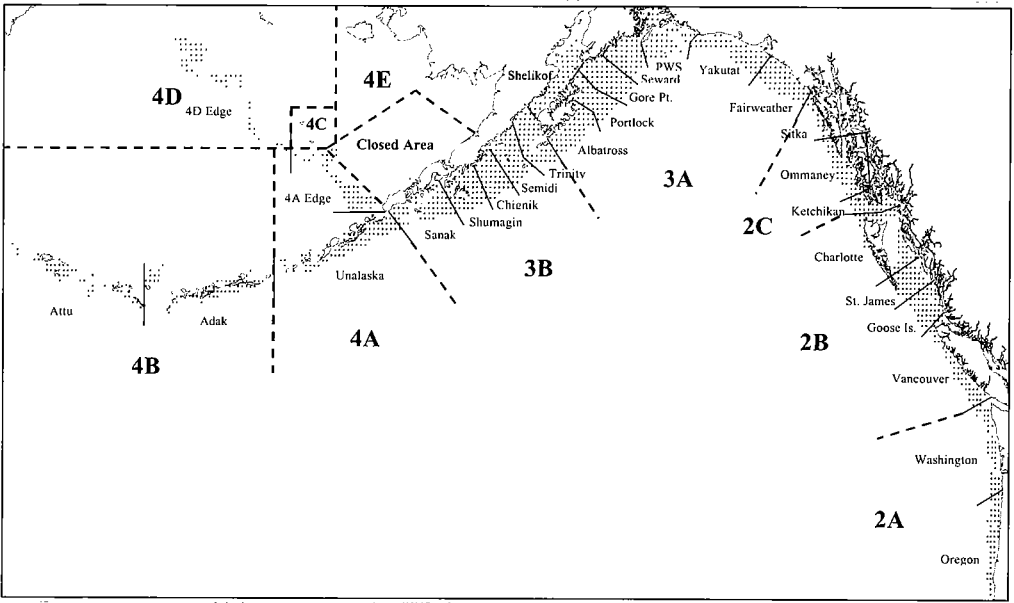 4D
4D Edge
4E
4C
Closed Area
4A Edge
Shelikof
PWS
Seward
Gore Pt.
Portlock
Albatross
Trinity
Semidi
Chignik
Shumagin
Sanak
Unalaska
Adak
Attu
4B
4A
3B
3A
Yakutat
Fairweather
Sitka
Ommaney
Ketchikan
2C
Charlotte
St. James
Goose Is.
2B
Vancouver
Washington
2A
Oregon